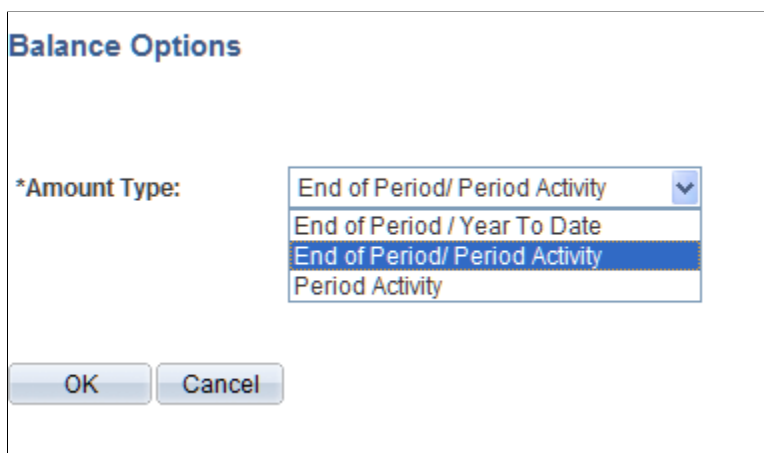 Balance Options
*Amount Type:
End of Period/ Period Activity
End of Period / Year To Date
End of Period/ Period Activity
Period Activity
OK
Cancel